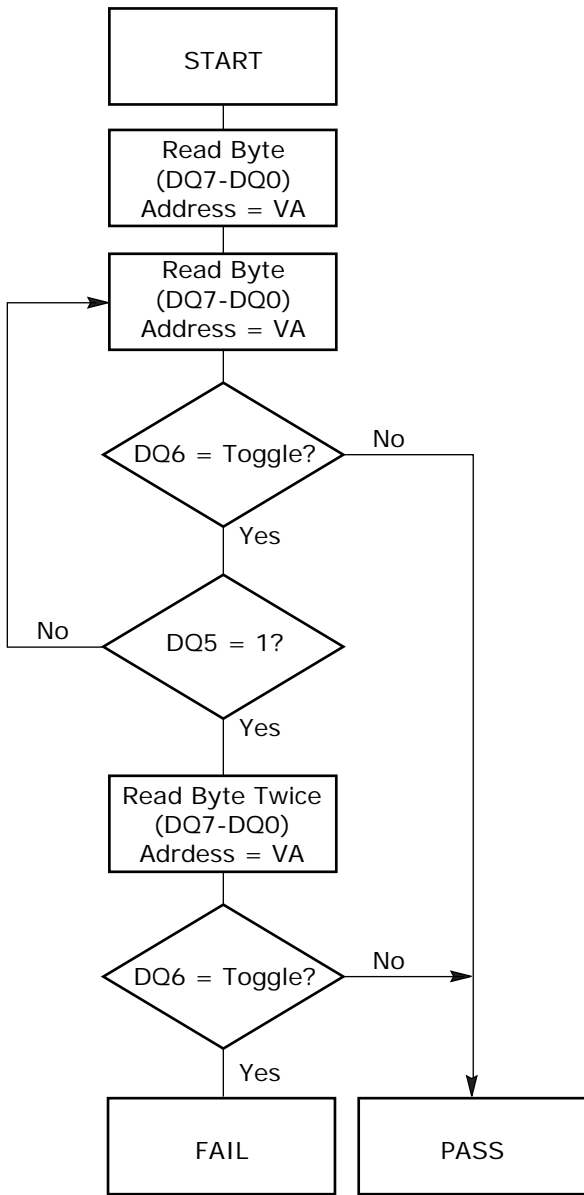 START
Read Byte
(DQ7-DQ0)
Address = VA
Read Byte
(DQ7-DQ0)
Address = VA
DQ6 = Toggle?
No
Yes
No
DQ5 = 1?
Yes
Read Byte Twice
(DQ7-DQ0)
Adrdess = VA
DQ6 = Toggle?
No
Yes
FAIL
PASS